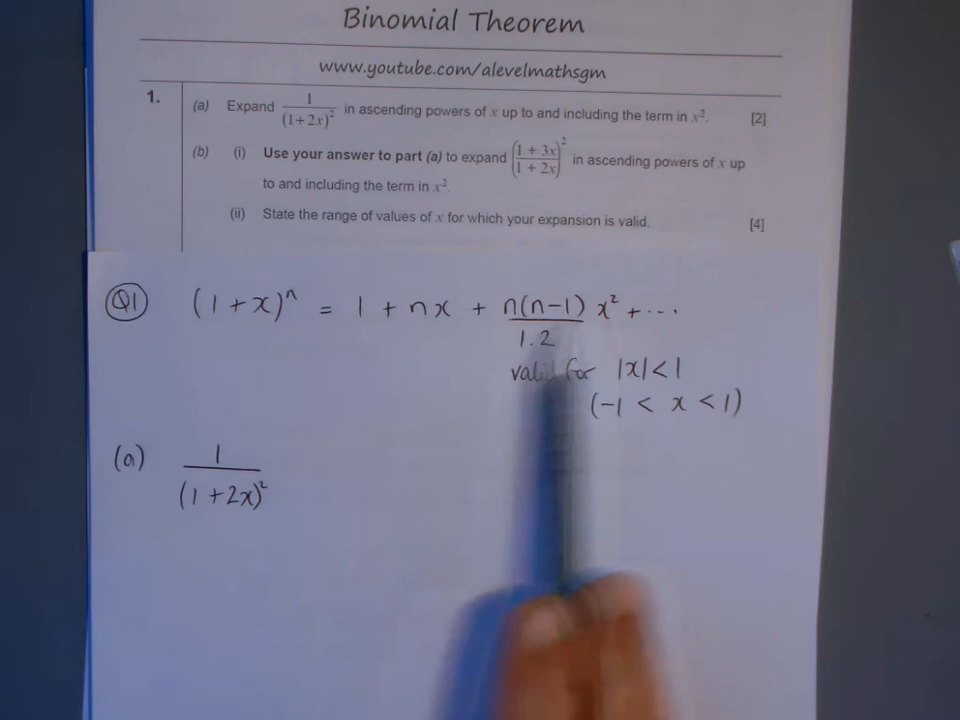 Binomial Theorem
www.youtube.com/alevelmathsgm
1. (a) Expand 1/(1+2x)² in ascending powers of x up to and including the term in x². [2]
(b) (i) Use your answer to part (a) to expand ((1 + 3x)/(1 + 2x))² in ascending powers of x up
to and including the term in x².
(ii) State the range of values of x for which your expansion is valid. [4]
Q1 (1+x)ⁿ = 1 + nx + n(n-1)/1.2 x² + ...
valid for |x|<1
(-1 < x < 1)
(a) 1/(1+2x)²